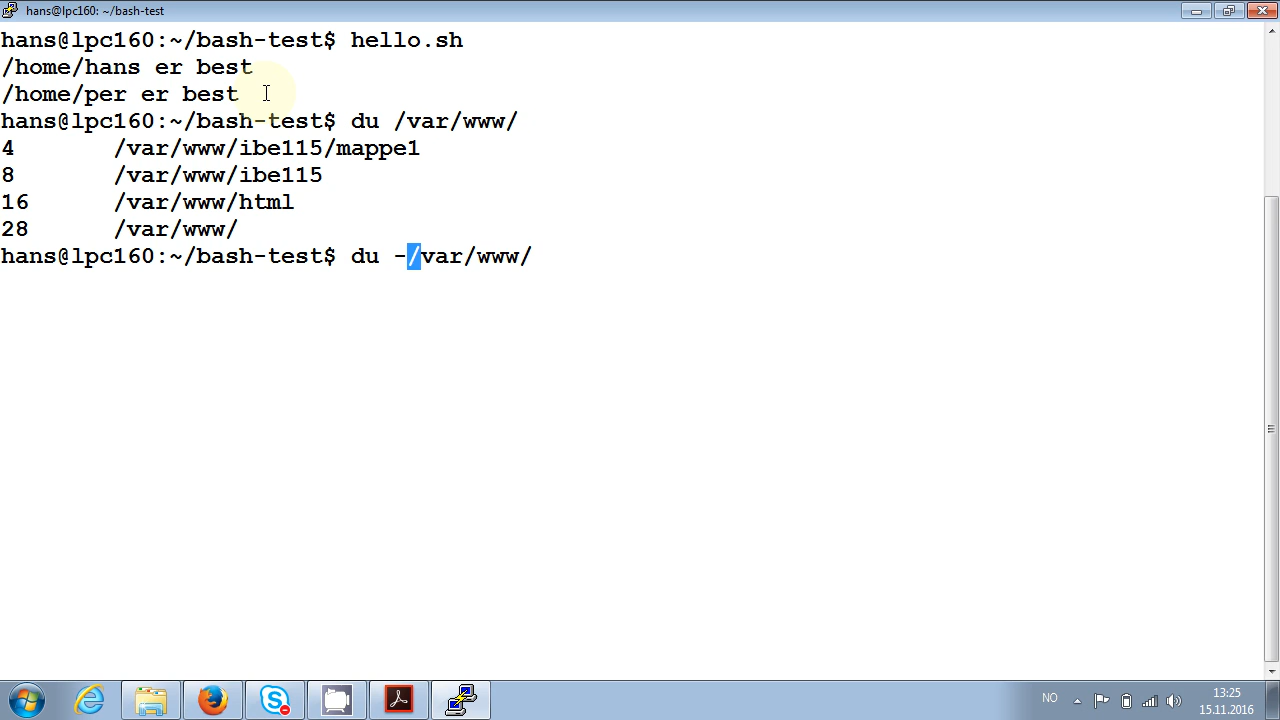 hans@lpc160: ~/bash-test
hans@lpc160:~/bash-test$ hello.sh
/home/hans er best
/home/per er best
hans@lpc160:~/bash-test$ du /var/www/
4 /var/www/ibe115/mappe1
8 /var/www/ibe115
16 /var/www/html
28 /var/www/
hans@lpc160:~/bash-test$ du -/var/www/
NO
13:25
15.11.2016